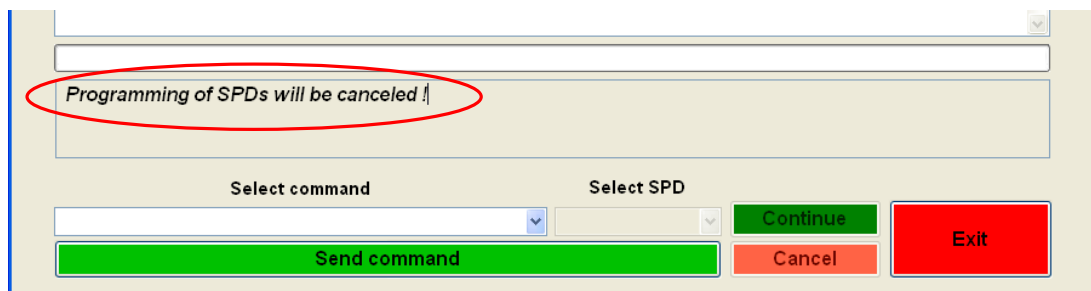 Programming of SPDs will be canceled !
Select command
Select SPD
Continue
Exit
Send command
Cancel